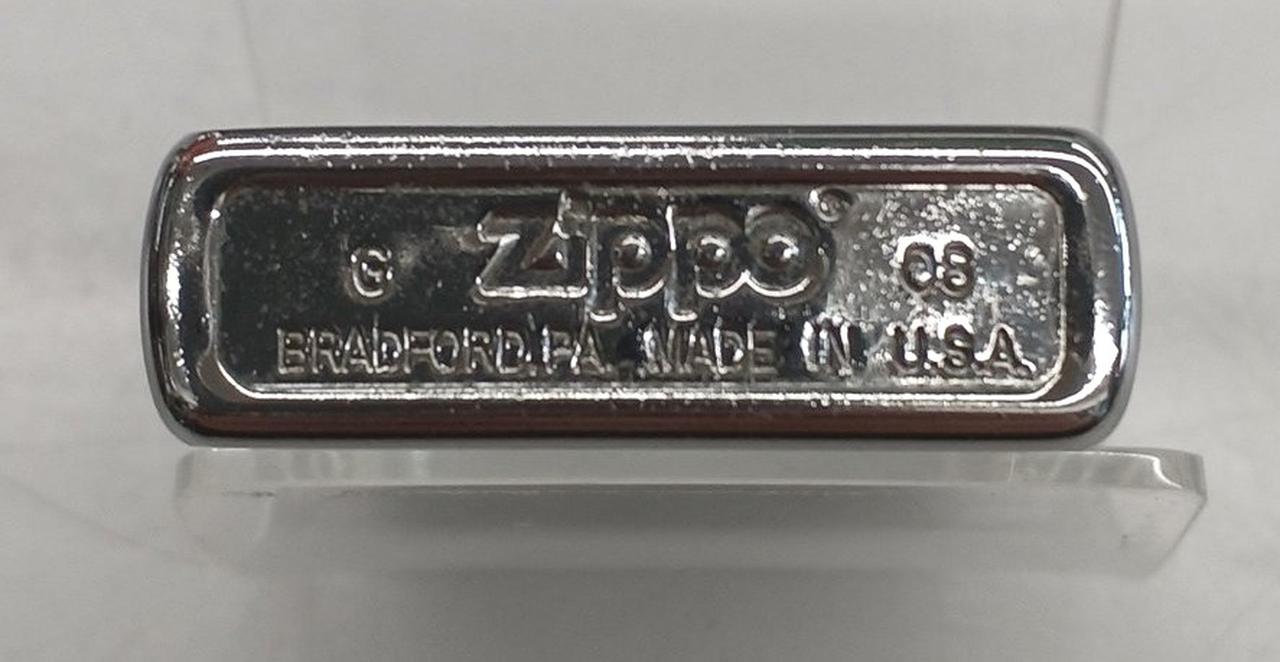 G Zippo® 08
BRADFORD, PA. MADE IN U.S.A.